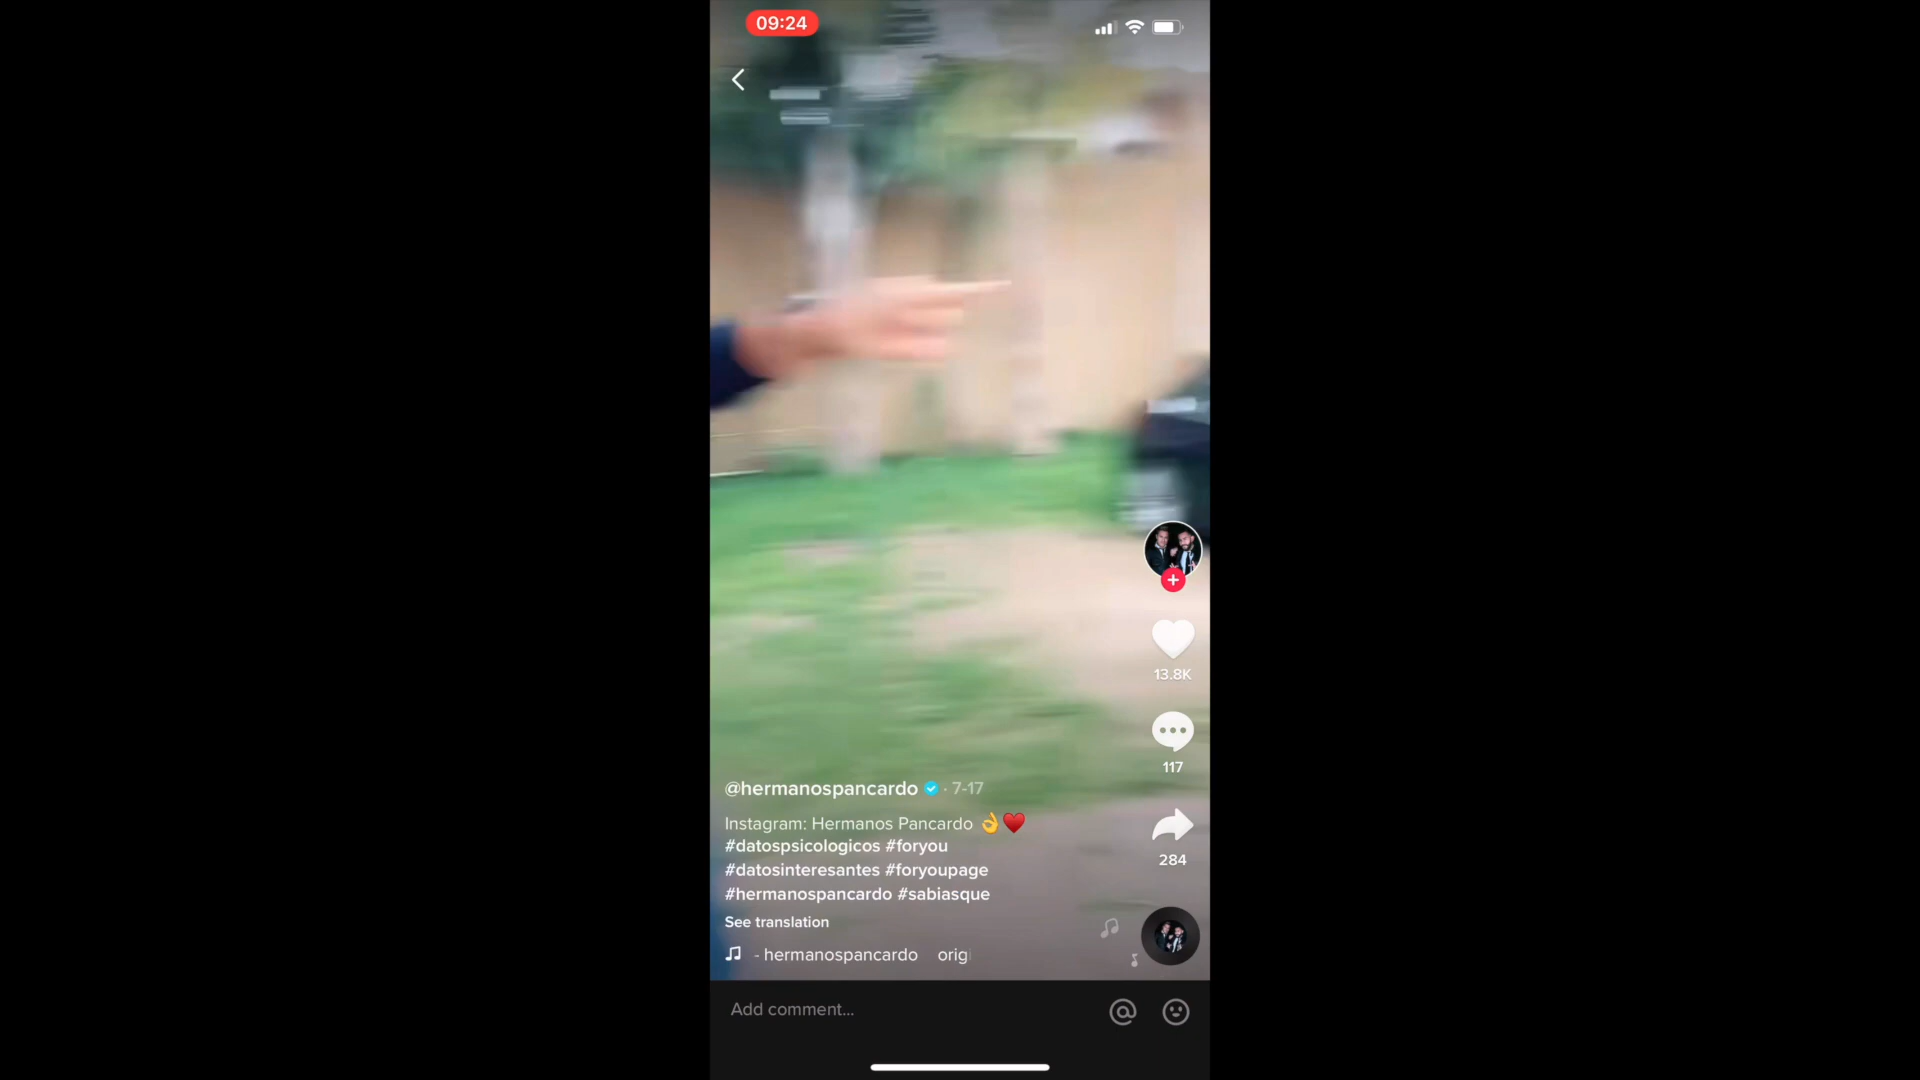 09:24
13.8K
117
@hermanospancardo · 7-17
Instagram: Hermanos Pancardo 👌♥️
#datospsicologicos #foryou
#datosinteresantes #foryoupage
#hermanospancardo #sabiasque
284
See translation
- hermanospancardo orig
Add comment...